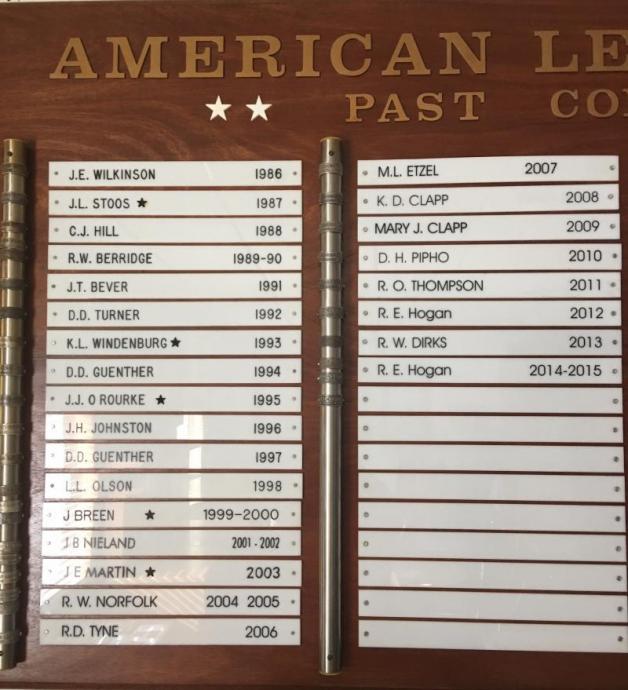 AMERICAN LE
★★ PAST CO
J.E. WILKINSON 1986
J.L. STOOS ★ 1987
C.J. HILL 1988
R.W. BERRIDGE 1989-90
J.T. BEVER 1991
D.D. TURNER 1992
K.L. WINDENBURG ★ 1993
D.D. GUENTHER 1994
J.J. O ROURKE ★ 1995
J.H. JOHNSTON 1996
D.D. GUENTHER 1997
L.L. OLSON 1998
J BREEN ★ 1999-2000
J B NIELAND 2001-2002
J E MARTIN ★ 2003
R. W. NORFOLK 2004 2005
R.D. TYNE 2006
M.L. ETZEL 2007
K. D. CLAPP 2008
MARY J. CLAPP 2009
D. H. PIPHO 2010
R. O. THOMPSON 2011
R. E. Hogan 2012
R. W. DIRKS 2013
R. E. Hogan 2014-2015